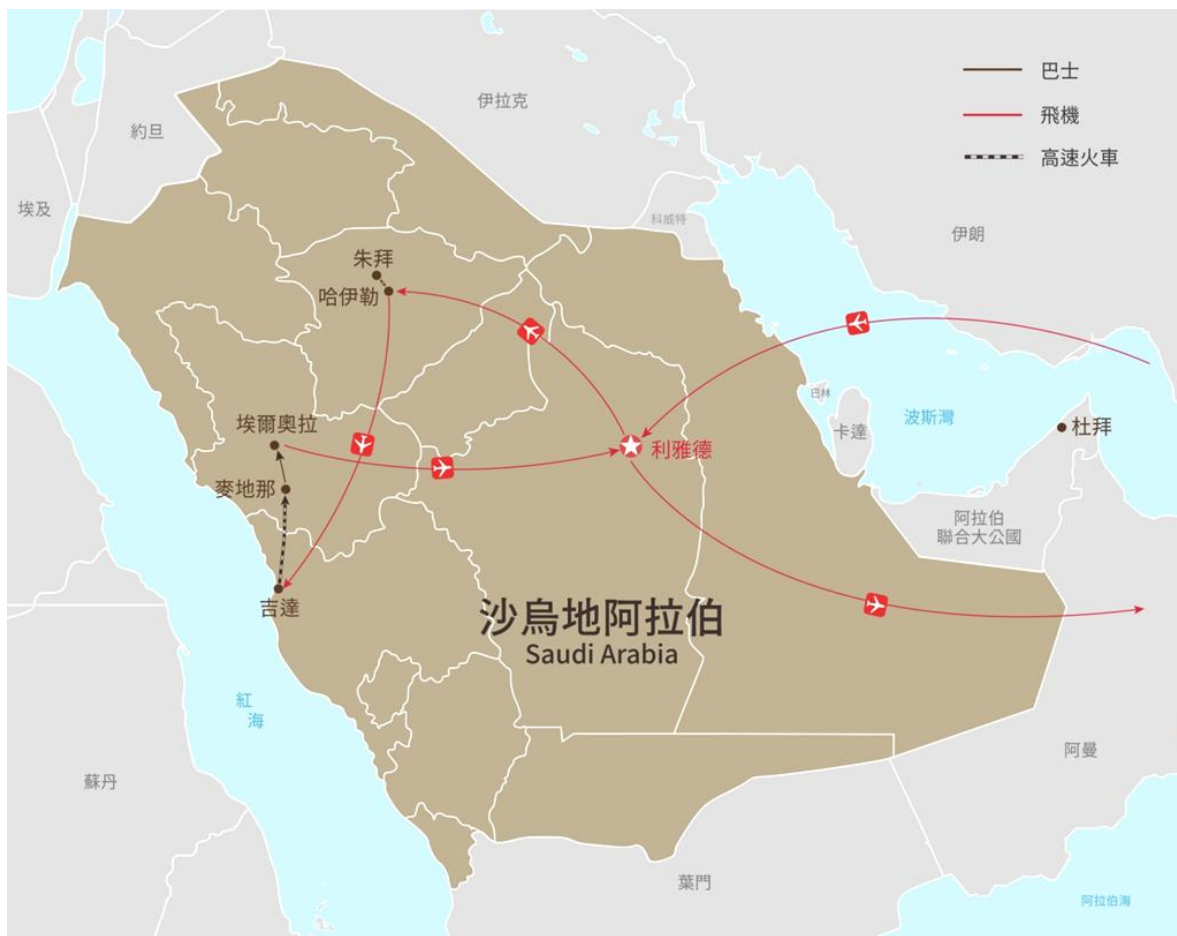 巴士
飛機
高速火車
伊拉克
約旦
埃及
科威特
伊朗
朱拜
哈伊勒
巴林
卡達
波斯灣
杜拜
埃爾奧拉
利雅德
麥地那
阿拉伯
聯合大公國
吉達
沙烏地阿拉伯
Saudi Arabia
紅
海
阿曼
蘇丹
葉門
阿拉伯海